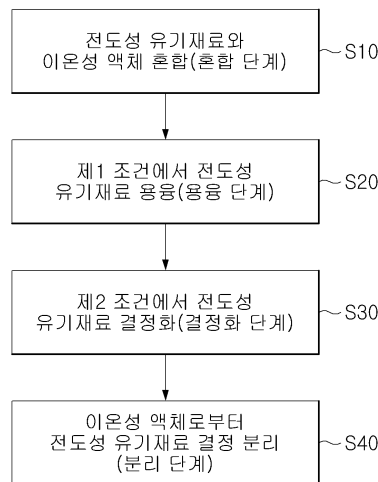 전도성 유기재료와
이온성 액체 혼합(혼합 단계)
S10
제1 조건에서 전도성
유기재료 용융(용융 단계)
S20
제2 조건에서 전도성
유기재료 결정화(결정화 단계)
S30
이온성 액체로부터
전도성 유기재료 결정 분리
(분리 단계)
S40